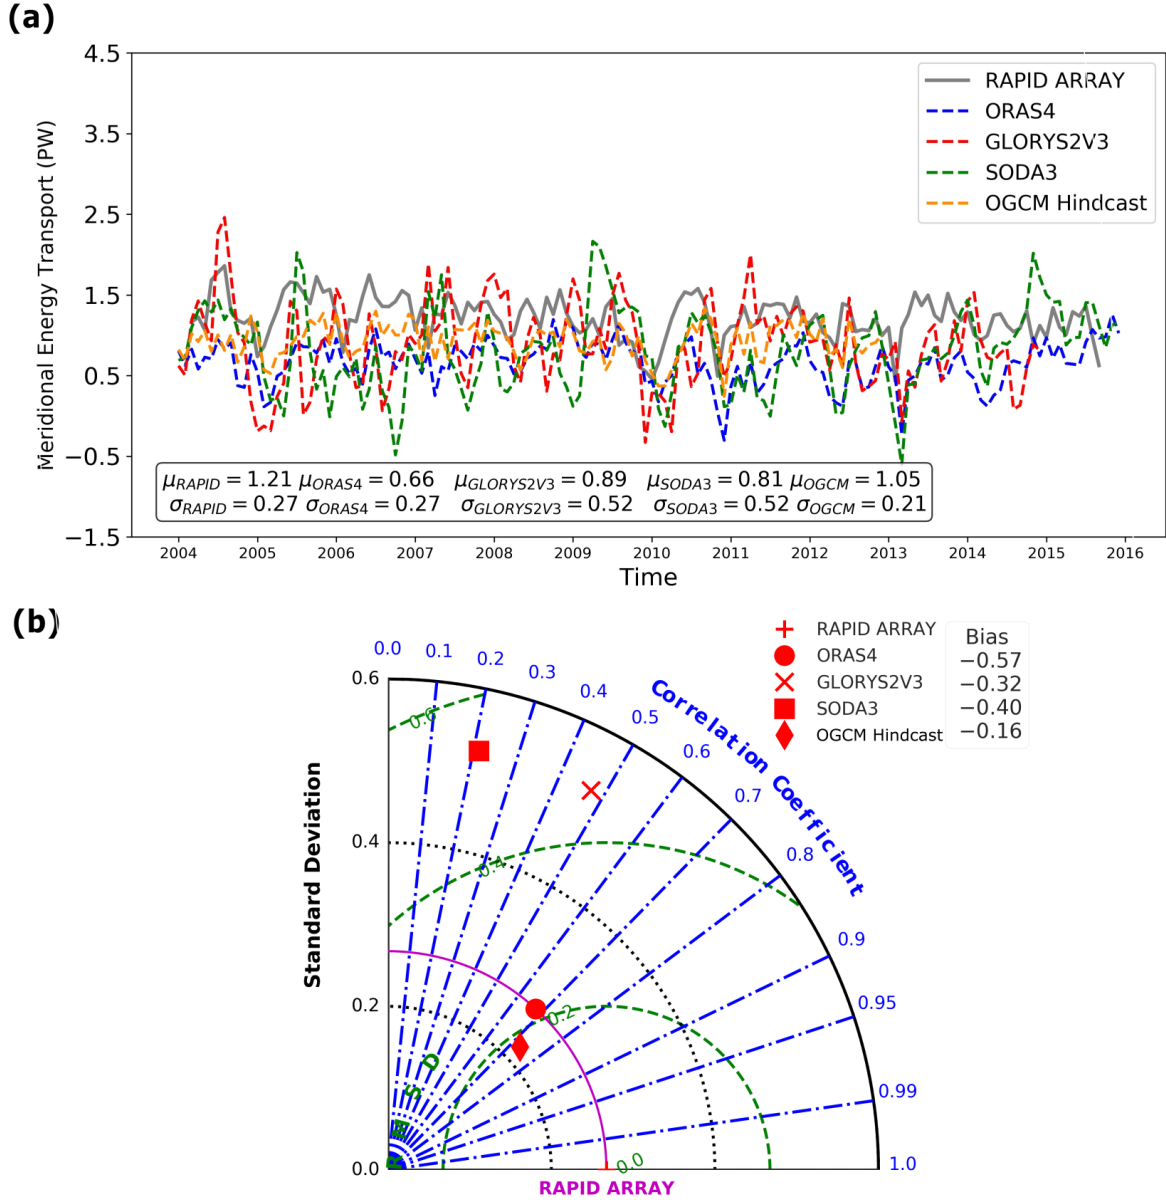 (a)
4.5
3.5
2.5
1.5
0.5
−0.5
−1.5
Meridional Energy Transport (PW)
RAPID ARRAY
ORAS4
GLORYS2V3
SODA3
OGCM Hindcast
μRAPID = 1.21 μORAS4 = 0.66 μGLORYS2V3 = 0.89 μSODA3 = 0.81 μOGCM = 1.05
σRAPID = 0.27 σORAS4 = 0.27 σGLORYS2V3 = 0.52 σSODA3 = 0.52 σOGCM = 0.21
2004 2005 2006 2007 2008 2009 2010 2011 2012 2013 2014 2015 2016
Time
(b)
RAPID ARRAY
ORAS4
GLORYS2V3
SODA3
OGCM Hindcast
Bias
−0.57
−0.32
−0.40
−0.16
0.0 0.1 0.2 0.3 0.4 0.5 0.6 0.7 0.8 0.9 0.95 0.99 1.0
Correlation Coefficient
0.6
0.4
0.2
0.0
Standard Deviation
0.6
0.4
0.2
0.0
R M S D
RAPID ARRAY